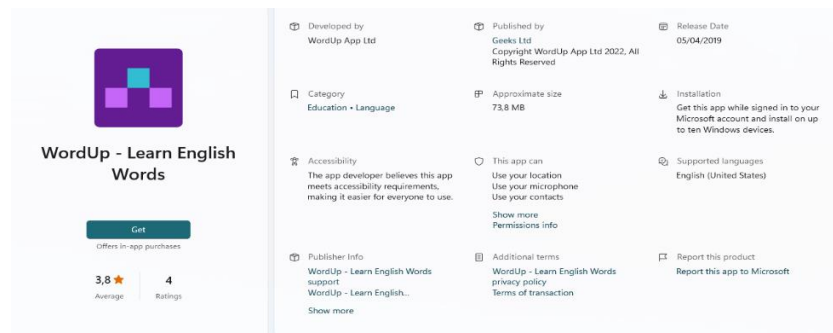 WordUp - Learn English
Words
Get
Offers in-app purchases
3,8 ★
Average
4
Ratings
Developed by
WordUp App Ltd
Published by
Geeks Ltd
Copyright WordUp App Ltd 2022, All
Rights Reserved
Release Date
05/04/2019
Category
Education • Language
Approximate size
73,8 MB
Installation
Get this app while signed in to your
Microsoft account and install on up
to ten Windows devices.
Accessibility
The app developer believes this app
meets accessibility requirements,
making it easier for everyone to use.
This app can
Use your location
Use your microphone
Use your contacts
Show more
Permissions info
Supported languages
English (United States)
Publisher Info
WordUp - Learn English Words
support
WordUp - Learn English...
Show more
Additional terms
WordUp - Learn English Words
privacy policy
Terms of transaction
Report this product
Report this app to Microsoft